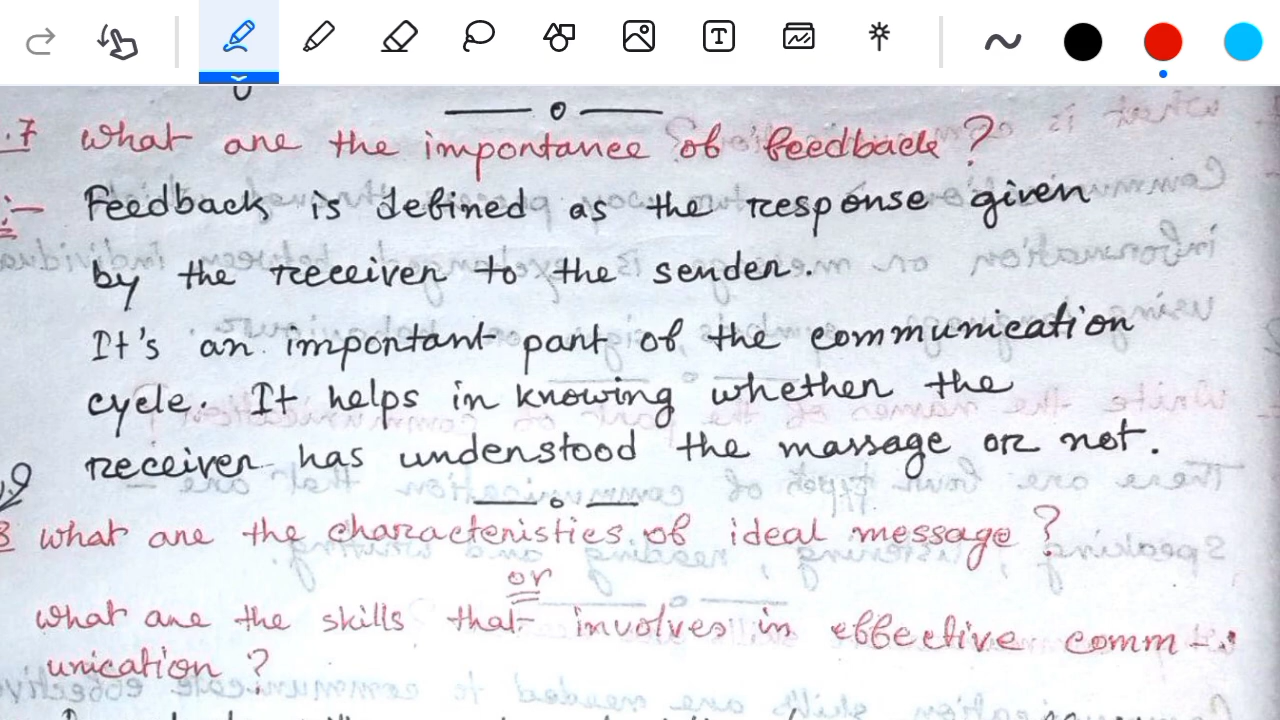 .7 What are the importance of feedback ?
:- Feedback is defined as the response given
by the receiver to the sender.
It's an important part of the communication
cycle. It helps in knowing whether the
receiver has understood the massage or not.
8 What are the characteristics of ideal message ?
or
What are the skills that involves in effective comm -
unication ?